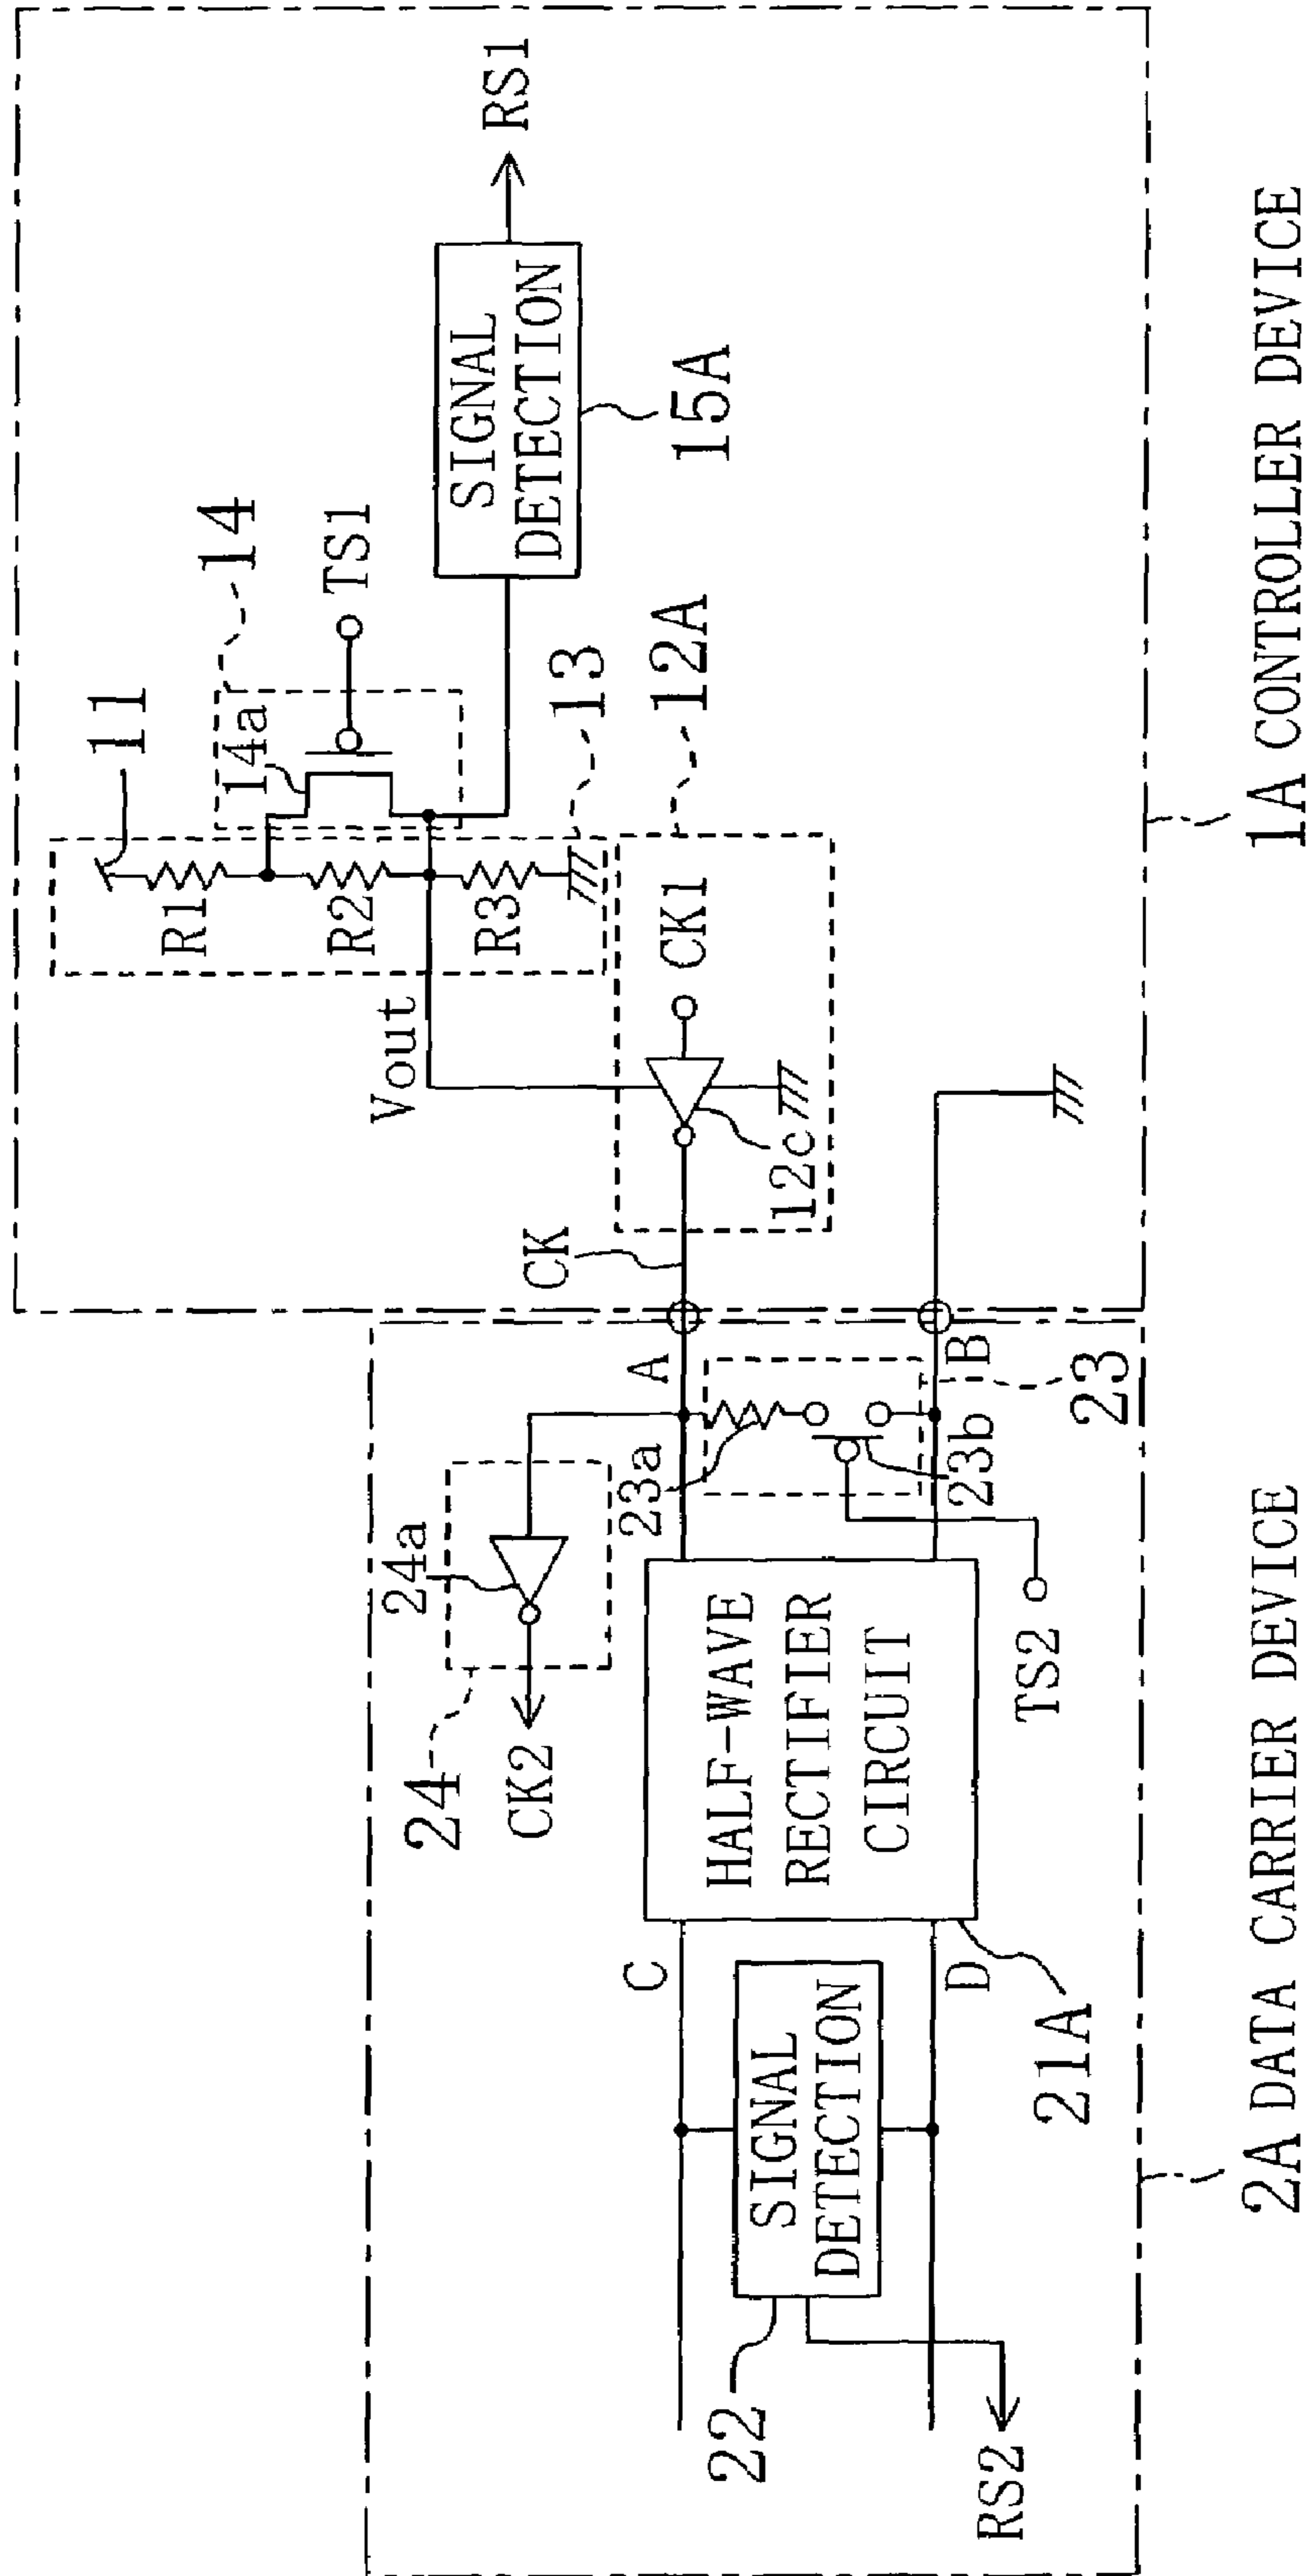 11
R1
R2
R3
14
14a
TS1
SIGNAL
DETECTION
15A
RS1
13
12A
Vout
CK1
12c
CK
A
B
23a
23b
23
24a
24
CK2
HALF-WAVE
RECTIFIER
CIRCUIT
TS2
C
D
21A
SIGNAL
DETECTION
22
RS2
2A DATA CARRIER DEVICE
1A CONTROLLER DEVICE